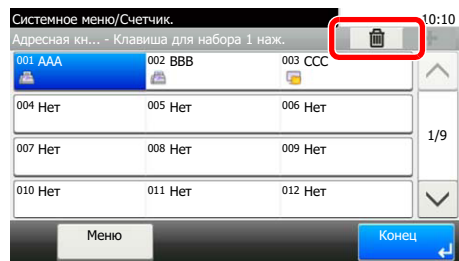 Системное меню/Счетчик. 10:10
Адресная кн... - Клавиша для набора 1 наж.
001 AAA 002 BBB 003 CCC
004 Нет 005 Нет 006 Нет
1/9
007 Нет 008 Нет 009 Нет
010 Нет 011 Нет 012 Нет
Меню Конец